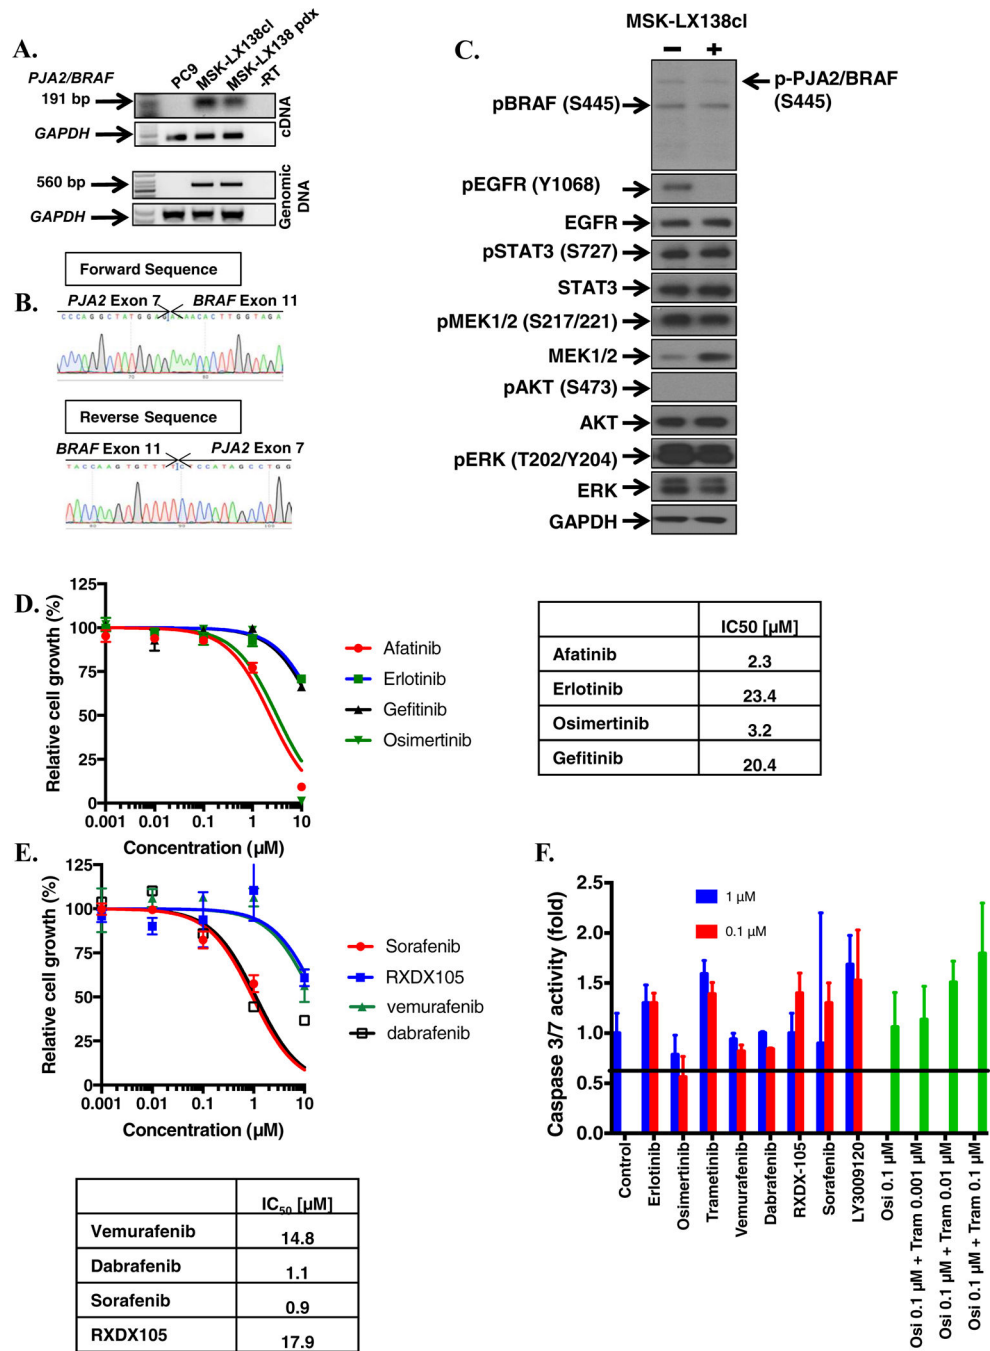 A.
PJA2/BRAF
PC9
MSK-LX138cl
MSK-LX138 pdx
-RT
191 bp
GAPDH
cDNA
560 bp
GAPDH
Genomic
DNA
B.
Forward Sequence
PJA2 Exon 7
BRAF Exon 11
CCCAGGCTATGGAGAAAACACTTGGTAGA
70
80
Reverse Sequence
BRAF Exon 11
PJA2 Exon 7
TACCAAGTGTTTTCTCCATAGCCTGG
90
100
C.
MSK-LX138cl
– +
p-PJA2/BRAF
(S445)
pBRAF (S445)
pEGFR (Y1068)
EGFR
pSTAT3 (S727)
STAT3
pMEK1/2 (S217/221)
MEK1/2
pAKT (S473)
AKT
pERK (T202/Y204)
ERK
GAPDH
D.
Relative cell growth (%)
125
100
75
50
25
0
0.001 0.01 0.1 1 10
Concentration (µM)
Afatinib
Erlotinib
Gefitinib
Osimertinib
IC50 [µM]
Afatinib 2.3
Erlotinib 23.4
Osimertinib 3.2
Gefitinib 20.4
E.
Relative cell growth (%)
125
100
75
50
25
0
0.001 0.01 0.1 1 10
Concentration (µM)
Sorafenib
RXDX105
vemurafenib
dabrafenib
IC50 [µM]
Vemurafenib 14.8
Dabrafenib 1.1
Sorafenib 0.9
RXDX105 17.9
F.
Caspase 3/7 activity (fold)
2.5
2.0
1.5
1.0
0.5
0.0
1 µM
0.1 µM
Control
Erlotinib
Osimertinib
Trametinib
Vemurafenib
Dabrafenib
RXDX-105
Sorafenib
LY3009120
Osi 0.1 µM
Osi 0.1 µM + Tram 0.001 µM
Osi 0.1 µM + Tram 0.01 µM
Osi 0.1 µM + Tram 0.1 µM